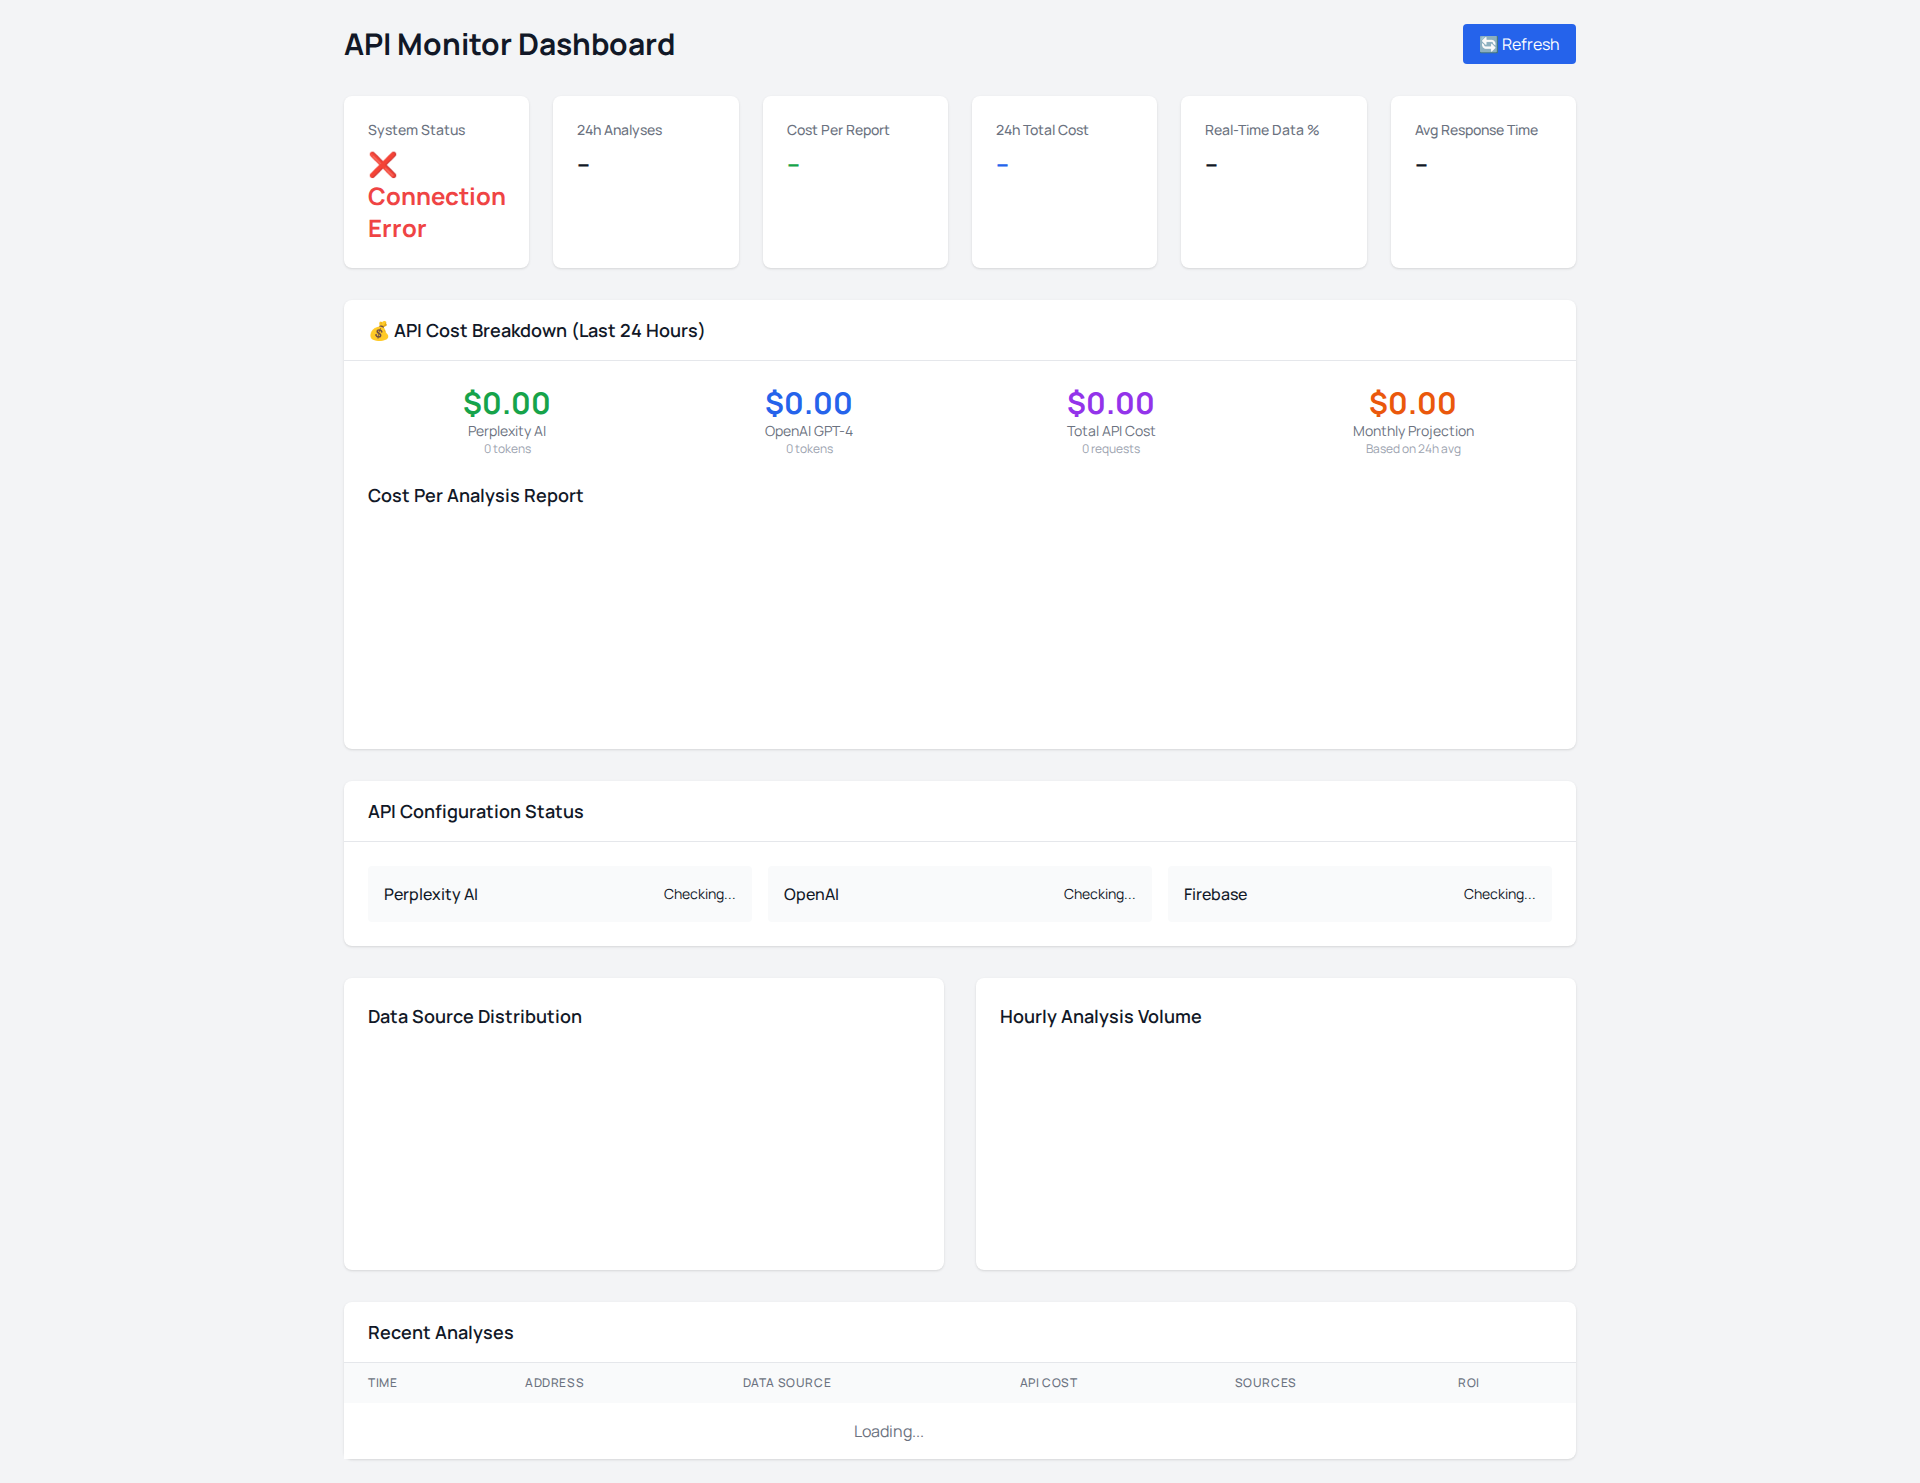 API Monitor Dashboard
🔄 Refresh
System Status
❌
Connection
Error
24h Analyses
-
Cost Per Report
-
24h Total Cost
-
Real-Time Data %
-
Avg Response Time
-
💰 API Cost Breakdown (Last 24 Hours)
$0.00
Perplexity AI
0 tokens
$0.00
OpenAI GPT-4
0 tokens
$0.00
Total API Cost
0 requests
$0.00
Monthly Projection
Based on 24h avg
Cost Per Analysis Report
API Configuration Status
Perplexity AI Checking...
OpenAI Checking...
Firebase Checking...
Data Source Distribution
Hourly Analysis Volume
Recent Analyses
TIME ADDRESS DATA SOURCE API COST SOURCES ROI
Loading...